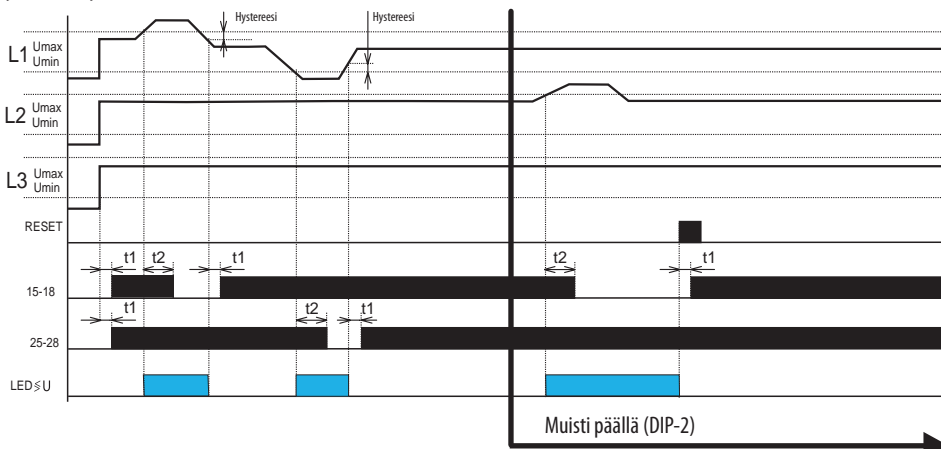 Hystereesi
Hystereesi
L1 Umax
Umin
L2 Umax
Umin
L3 Umax
Umin
RESET
t1 t2 t1 t2 t1
15-18
t1 t2 t1
25-28
LED≶U
Muisti päällä (DIP-2)